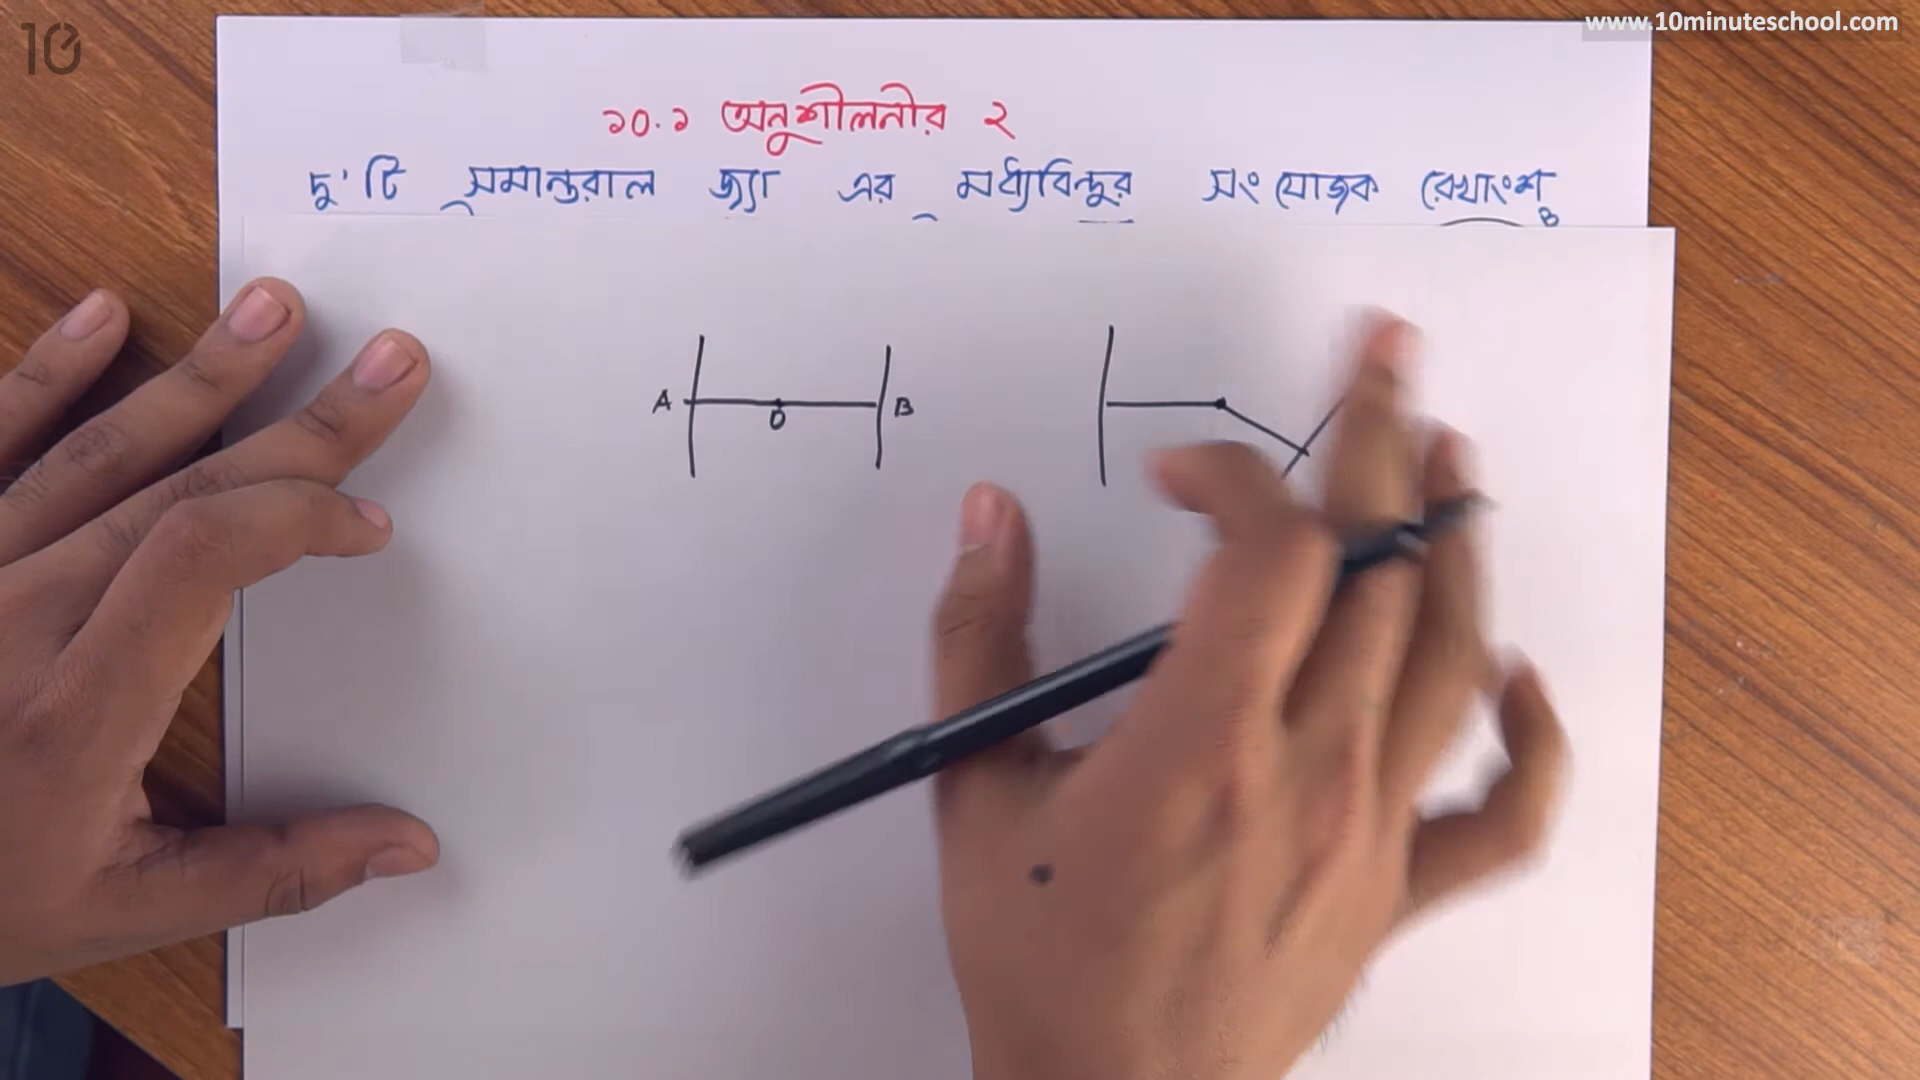 10
www.10minuteschool.com
১০.১ অনুশীলনীর ২
দু'টি সমান্তরাল জ্যা এর মধ্যবিন্দুর সংযোজক রেখাংশ
B
A O B